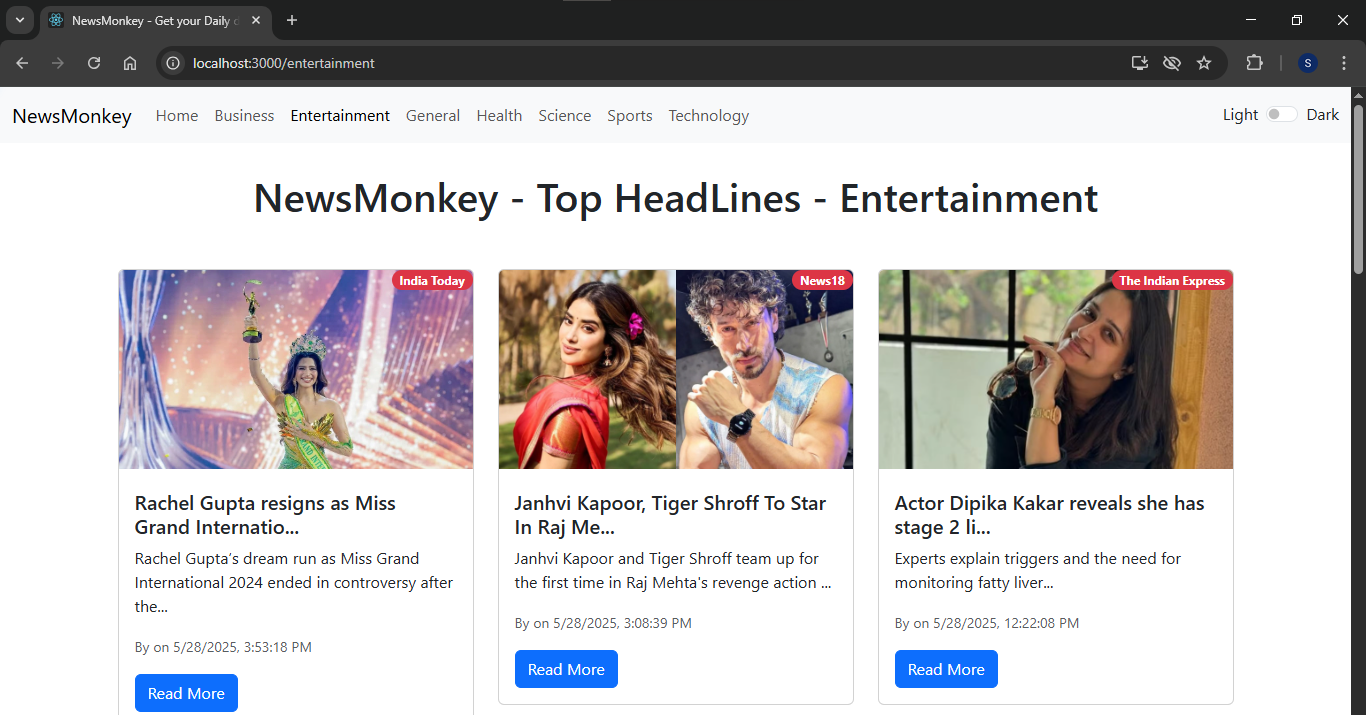 NewsMonkey - Get your Daily
localhost:3000/entertainment
S
NewsMonkey Home Business Entertainment General Health Science Sports Technology Light Dark
NewsMonkey - Top HeadLines - Entertainment
India Today
Rachel Gupta resigns as Miss
Grand Internatio...
Rachel Gupta’s dream run as Miss Grand
International 2024 ended in controversy after
the...
By on 5/28/2025, 3:53:18 PM
Read More
News18
Janhvi Kapoor, Tiger Shroff To Star
In Raj Me...
Janhvi Kapoor and Tiger Shroff team up for
the first time in Raj Mehta's revenge action ...
By on 5/28/2025, 3:08:39 PM
Read More
The Indian Express
Actor Dipika Kakar reveals she has
stage 2 li...
Experts explain triggers and the need for
monitoring fatty liver...
By on 5/28/2025, 12:22:08 PM
Read More